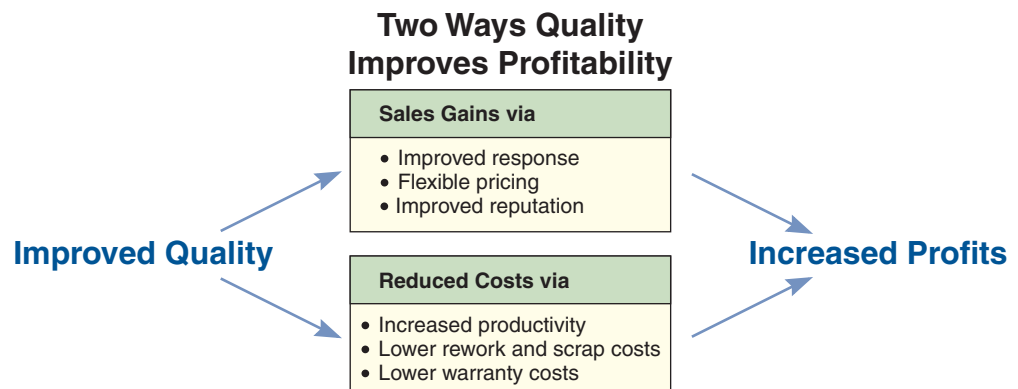 Two Ways Quality
Improves Profitability
Sales Gains via
• Improved response
• Flexible pricing
• Improved reputation
Improved Quality
Increased Profits
Reduced Costs via
• Increased productivity
• Lower rework and scrap costs
• Lower warranty costs